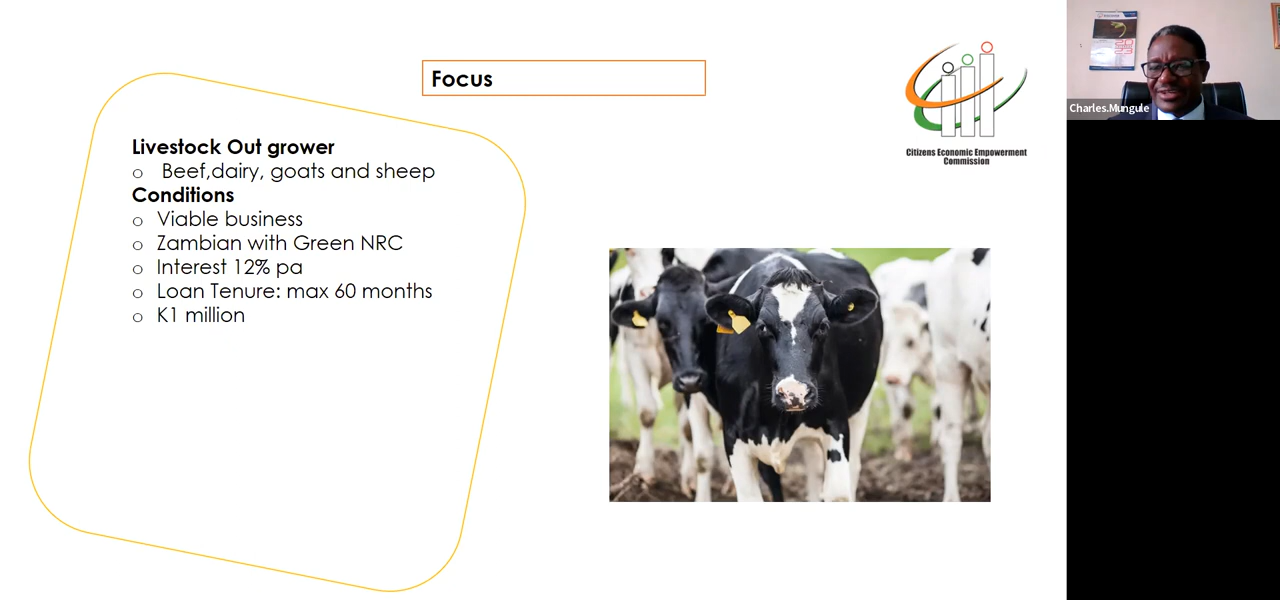 Focus
Livestock Out grower
o Beef,dairy, goats and sheep
Conditions
o Viable business
o Zambian with Green NRC
o Interest 12% pa
o Loan Tenure: max 60 months
o K1 million
Citizens Economic Empowerment
Commission
Charles.Mungule